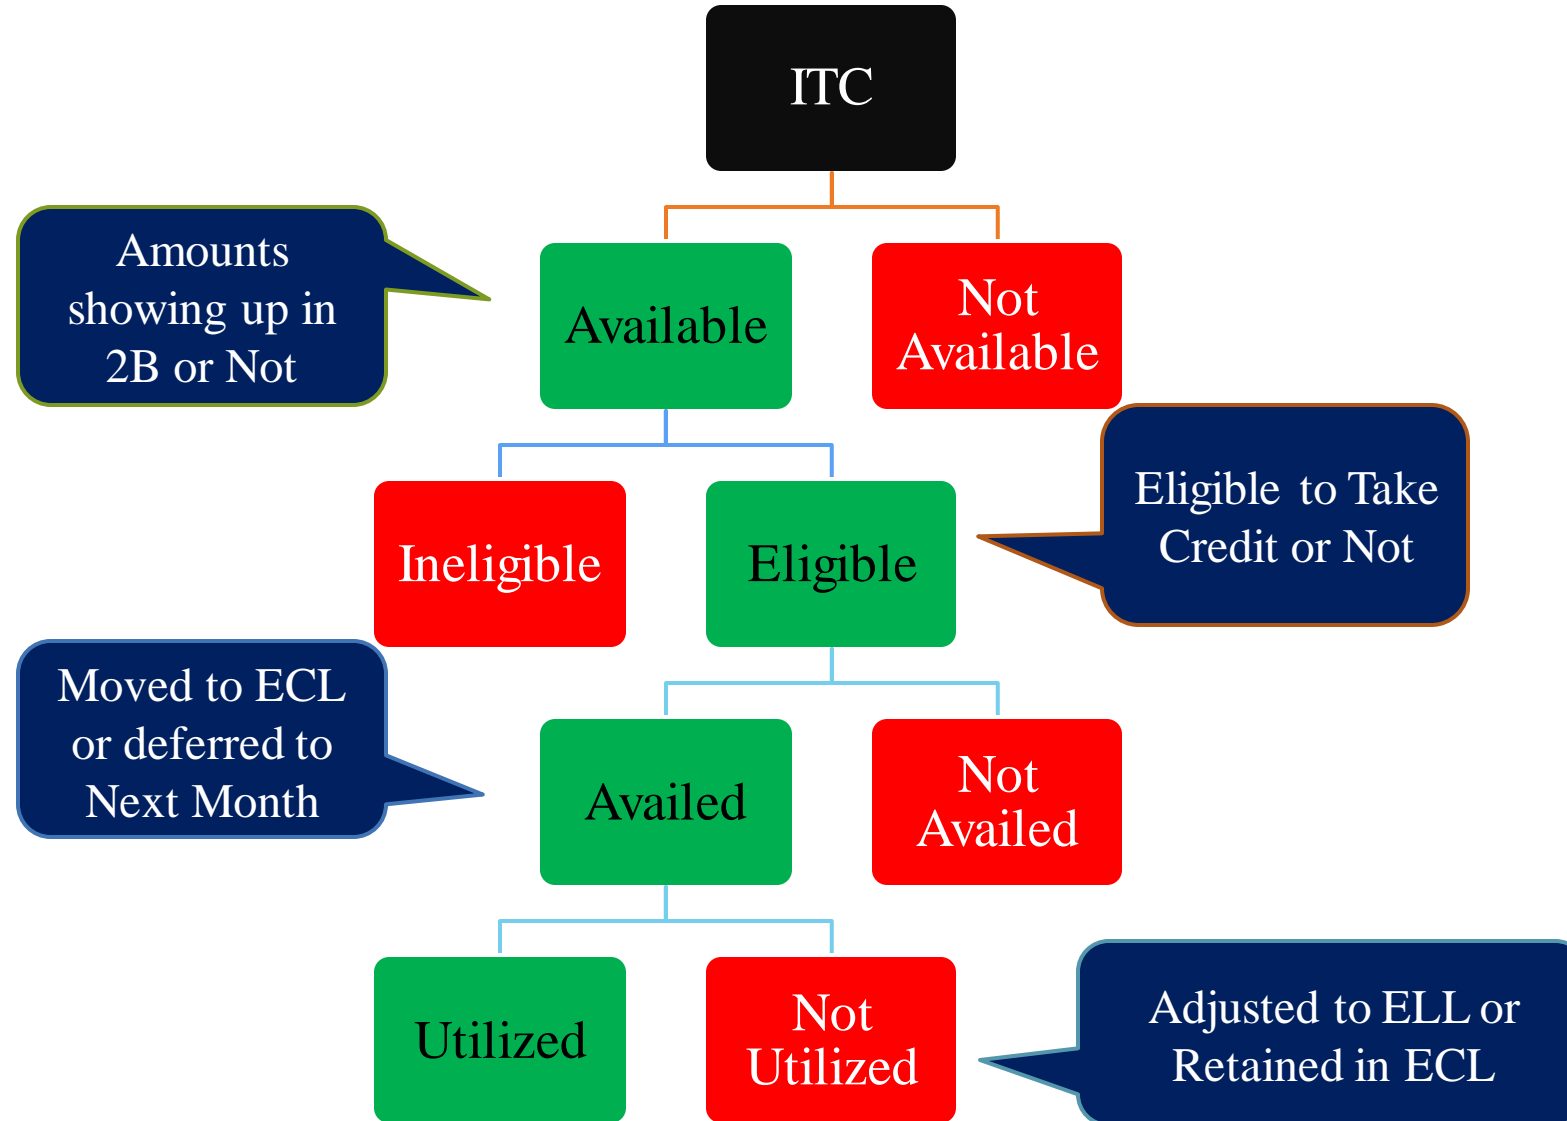 ITC
Amounts
showing up in
2B or Not
Available
Not
Available
Ineligible
Eligible
Eligible to Take
Credit or Not
Moved to ECL
or deferred to
Next Month
Availed
Not
Availed
Utilized
Not
Utilized
Adjusted to ELL or
Retained in ECL